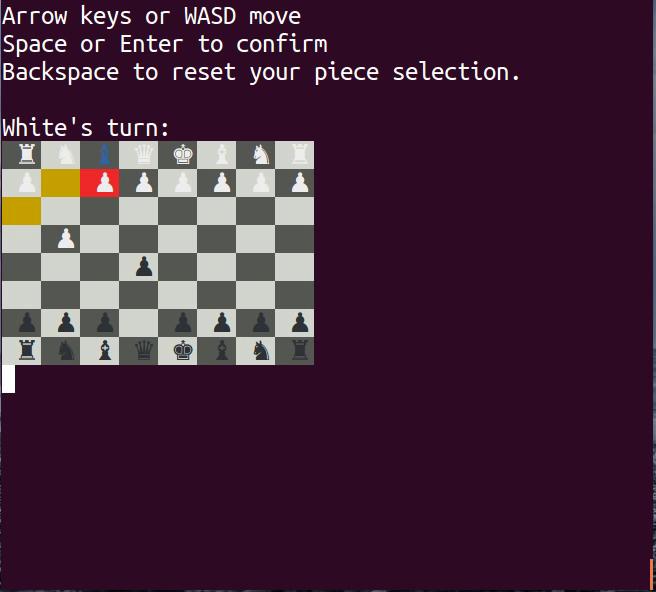 Arrow keys or WASD move
Space or Enter to confirm
Backspace to reset your piece selection.
White's turn: